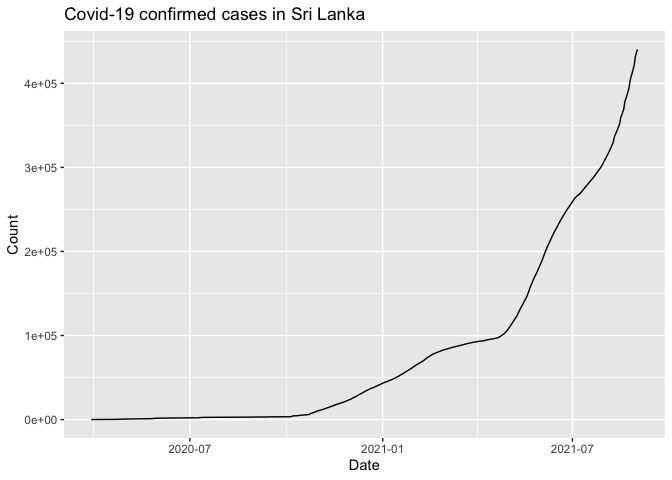 Covid-19 confirmed cases in Sri Lanka
4e+05
3e+05
2e+05
1e+05
0e+00
Count
2020-07
2021-01
2021-07
Date